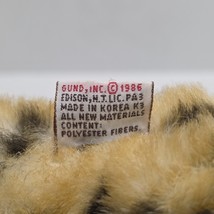 GUND, INC.© 1986
EDISON, N.T. LIC. PA3
MADE IN KOREA K3
ALL NEW MATERIALS
CONTENT:
POLYESTER FIBERS.